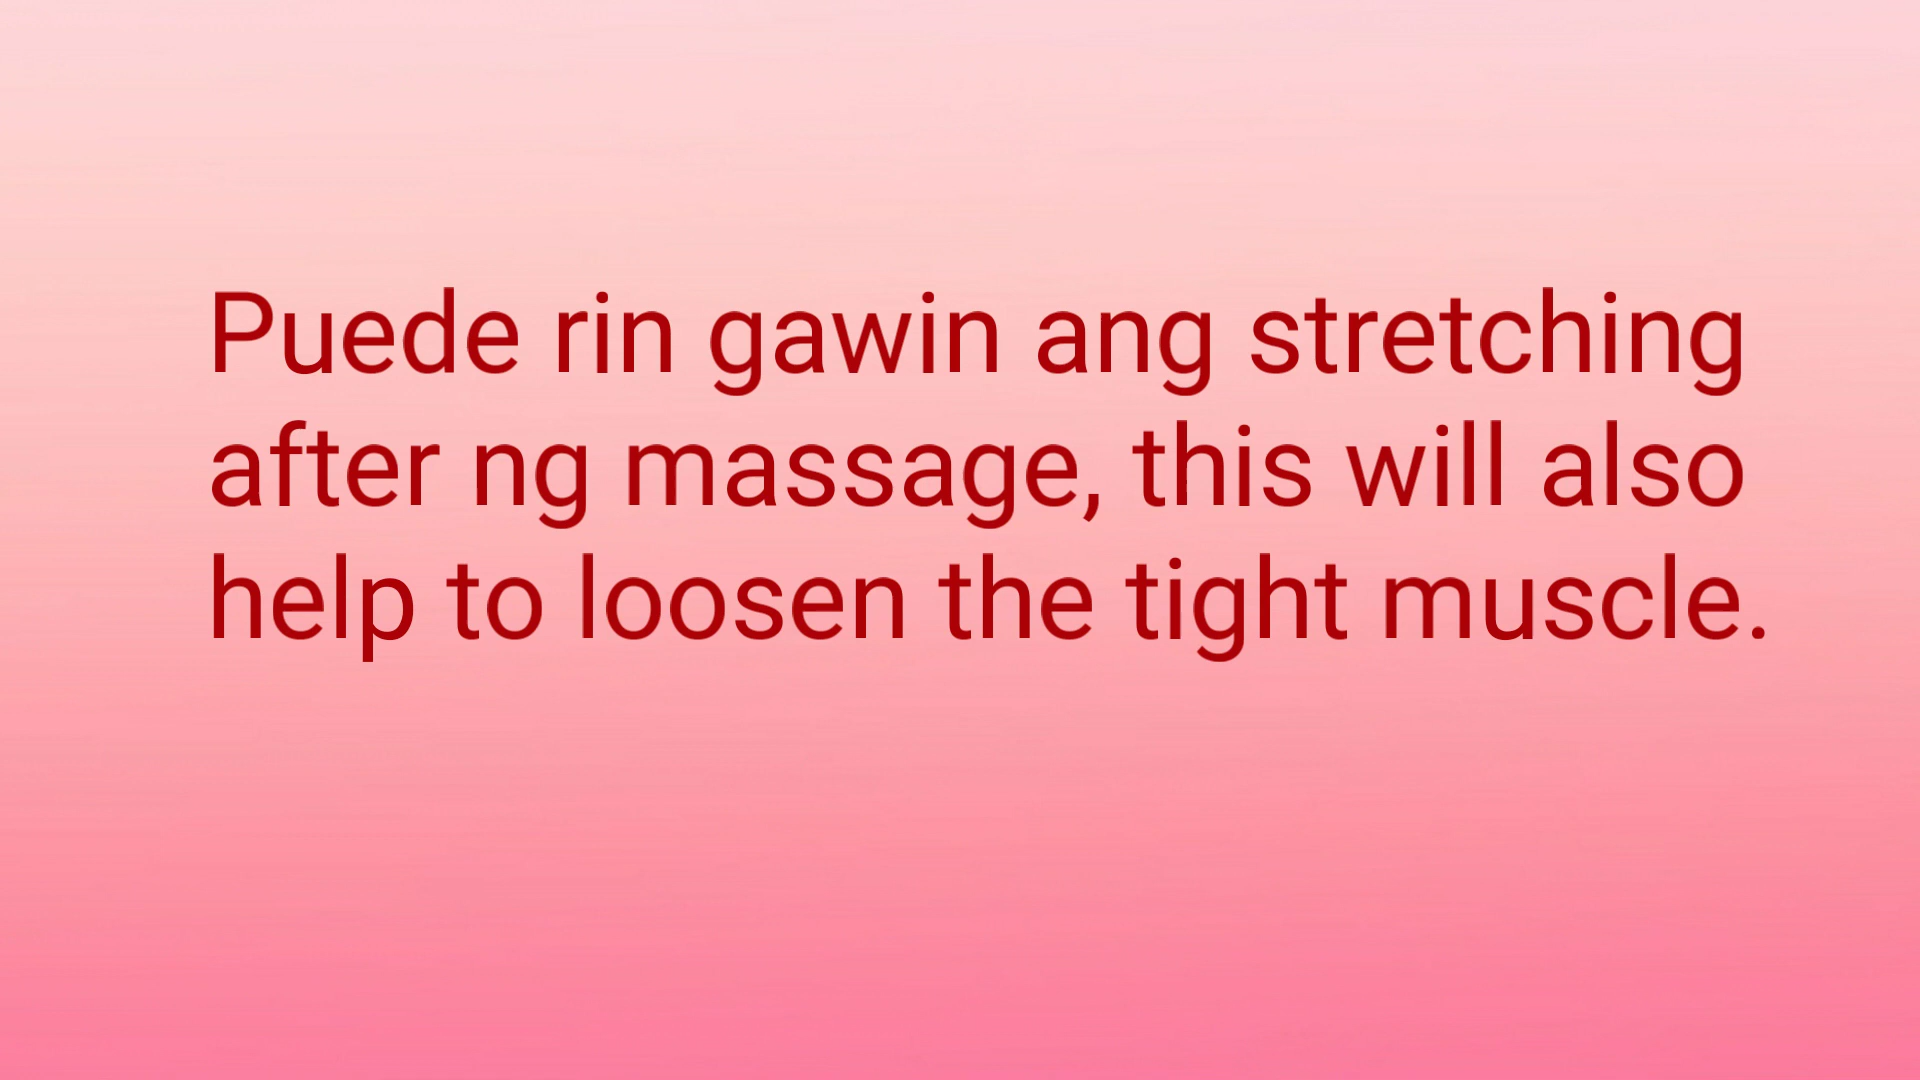 Puede rin gawin ang stretching
after ng massage, this will also
help to loosen the tight muscle.